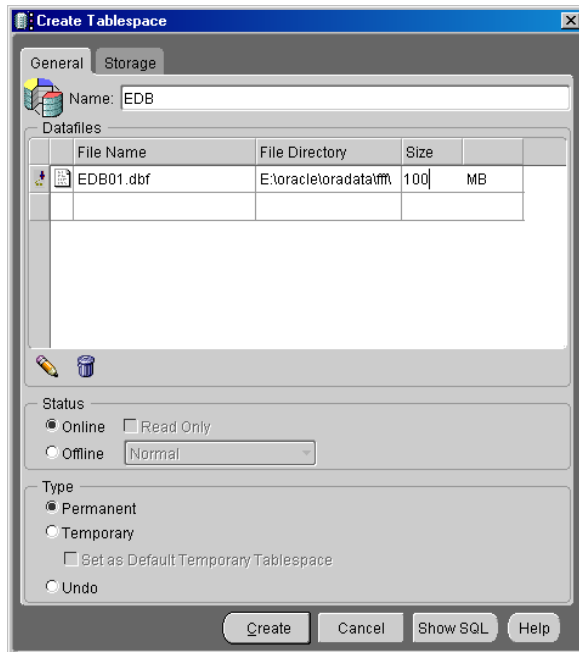 Create Tablespace
General Storage
Name: EDB
Datafiles
File Name File Directory Size
EDB01.dbf E:\oracle\oradata\fff\ 100 MB
Status
Online Read Only
Offline Normal
Type
Permanent
Temporary
Set as Default Temporary Tablespace
Undo
Create Cancel Show SQL Help